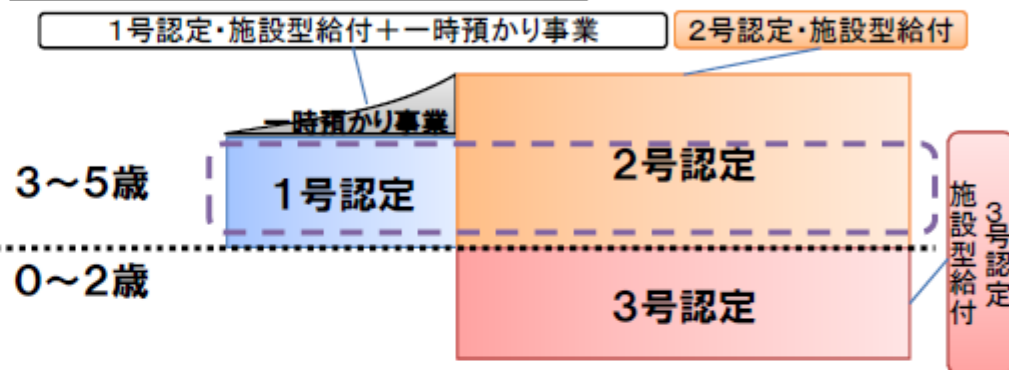 1号認定・施設型給付＋一時預かり事業
2号認定・施設型給付
一時預かり事業
3～5歳
1号認定
2号認定
3号認定
施設型給付
0～2歳
3号認定